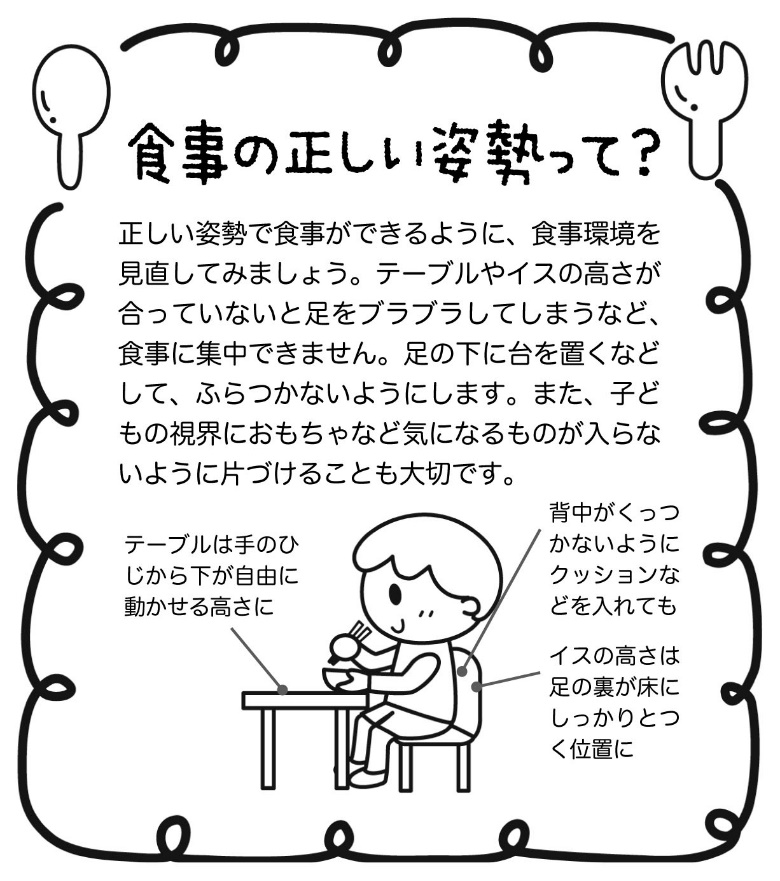 食事の正しい姿勢って?
正しい姿勢で食事ができるように、食事環境を
見直してみましょう。テーブルやイスの高さが
合っていないと足をブラブラしてしまうなど、
食事に集中できません。足の下に台を置くなど
して、ふらつかないようにします。また、子ど
もの視界におもちゃなど気になるものが入らな
いように片づけることも大切です。
テーブルは手のひ
じから下が自由に
動かせる高さに
背中がくっつ
かないように
クッションな
どを入れても
イスの高さは
足の裏が床に
しっかりとつ
く位置に